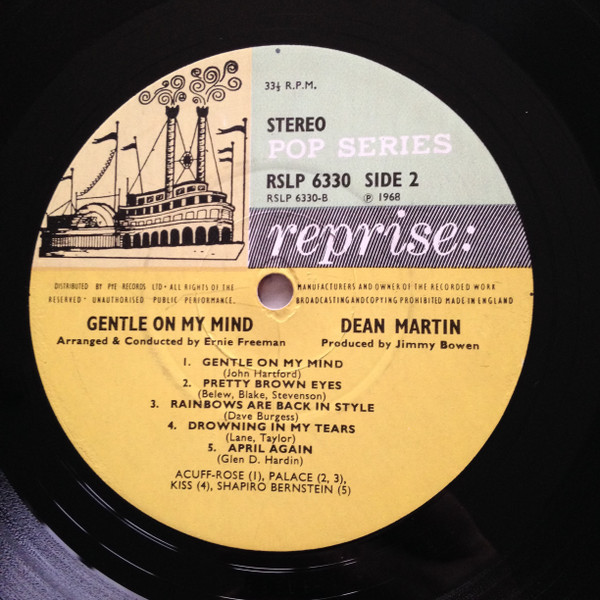 33⅓ R.P.M.
STEREO
POP SERIES
RSLP 6330 SIDE 2
RSLP 6330-B ℗ 1968
reprise:
DISTRIBUTED BY PYE RECORDS LTD · ALL RIGHTS OF THE MANUFACTURERS AND OWNER OF THE RECORDED WORK
RESERVED · UNAUTHORISED PUBLIC PERFORMANCE, BROADCASTING AND COPYING PROHIBITED MADE IN ENGLAND
GENTLE ON MY MIND
Arranged & Conducted by Ernie Freeman
DEAN MARTIN
Produced by Jimmy Bowen
1. GENTLE ON MY MIND
(John Hartford)
2. PRETTY BROWN EYES
(Belew, Blake, Stevenson)
3. RAINBOWS ARE BACK IN STYLE
(Dave Burgess)
4. DROWNING IN MY TEARS
(Lane, Taylor)
5. APRIL AGAIN
(Glen D. Hardin)
ACUFF-ROSE (1), PALACE (2, 3),
KISS (4), SHAPIRO BERNSTEIN (5)